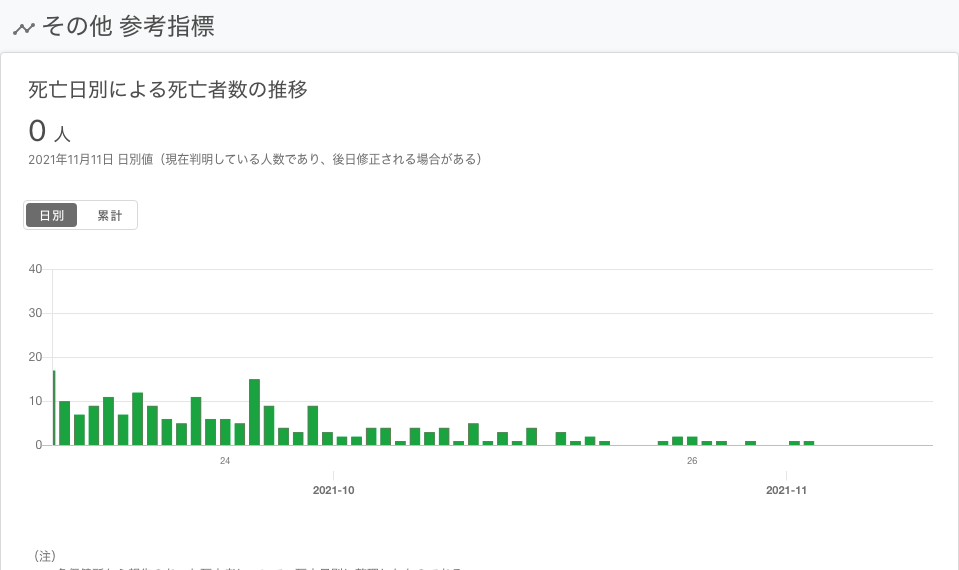 その他 参考指標
死亡日別による死亡者数の推移
0 人
2021年11月11日 日別値（現在判明している人数であり、後日修正される場合がある）
日別 累計
40
30
20
10
0
24 26
2021-10 2021-11
（注）